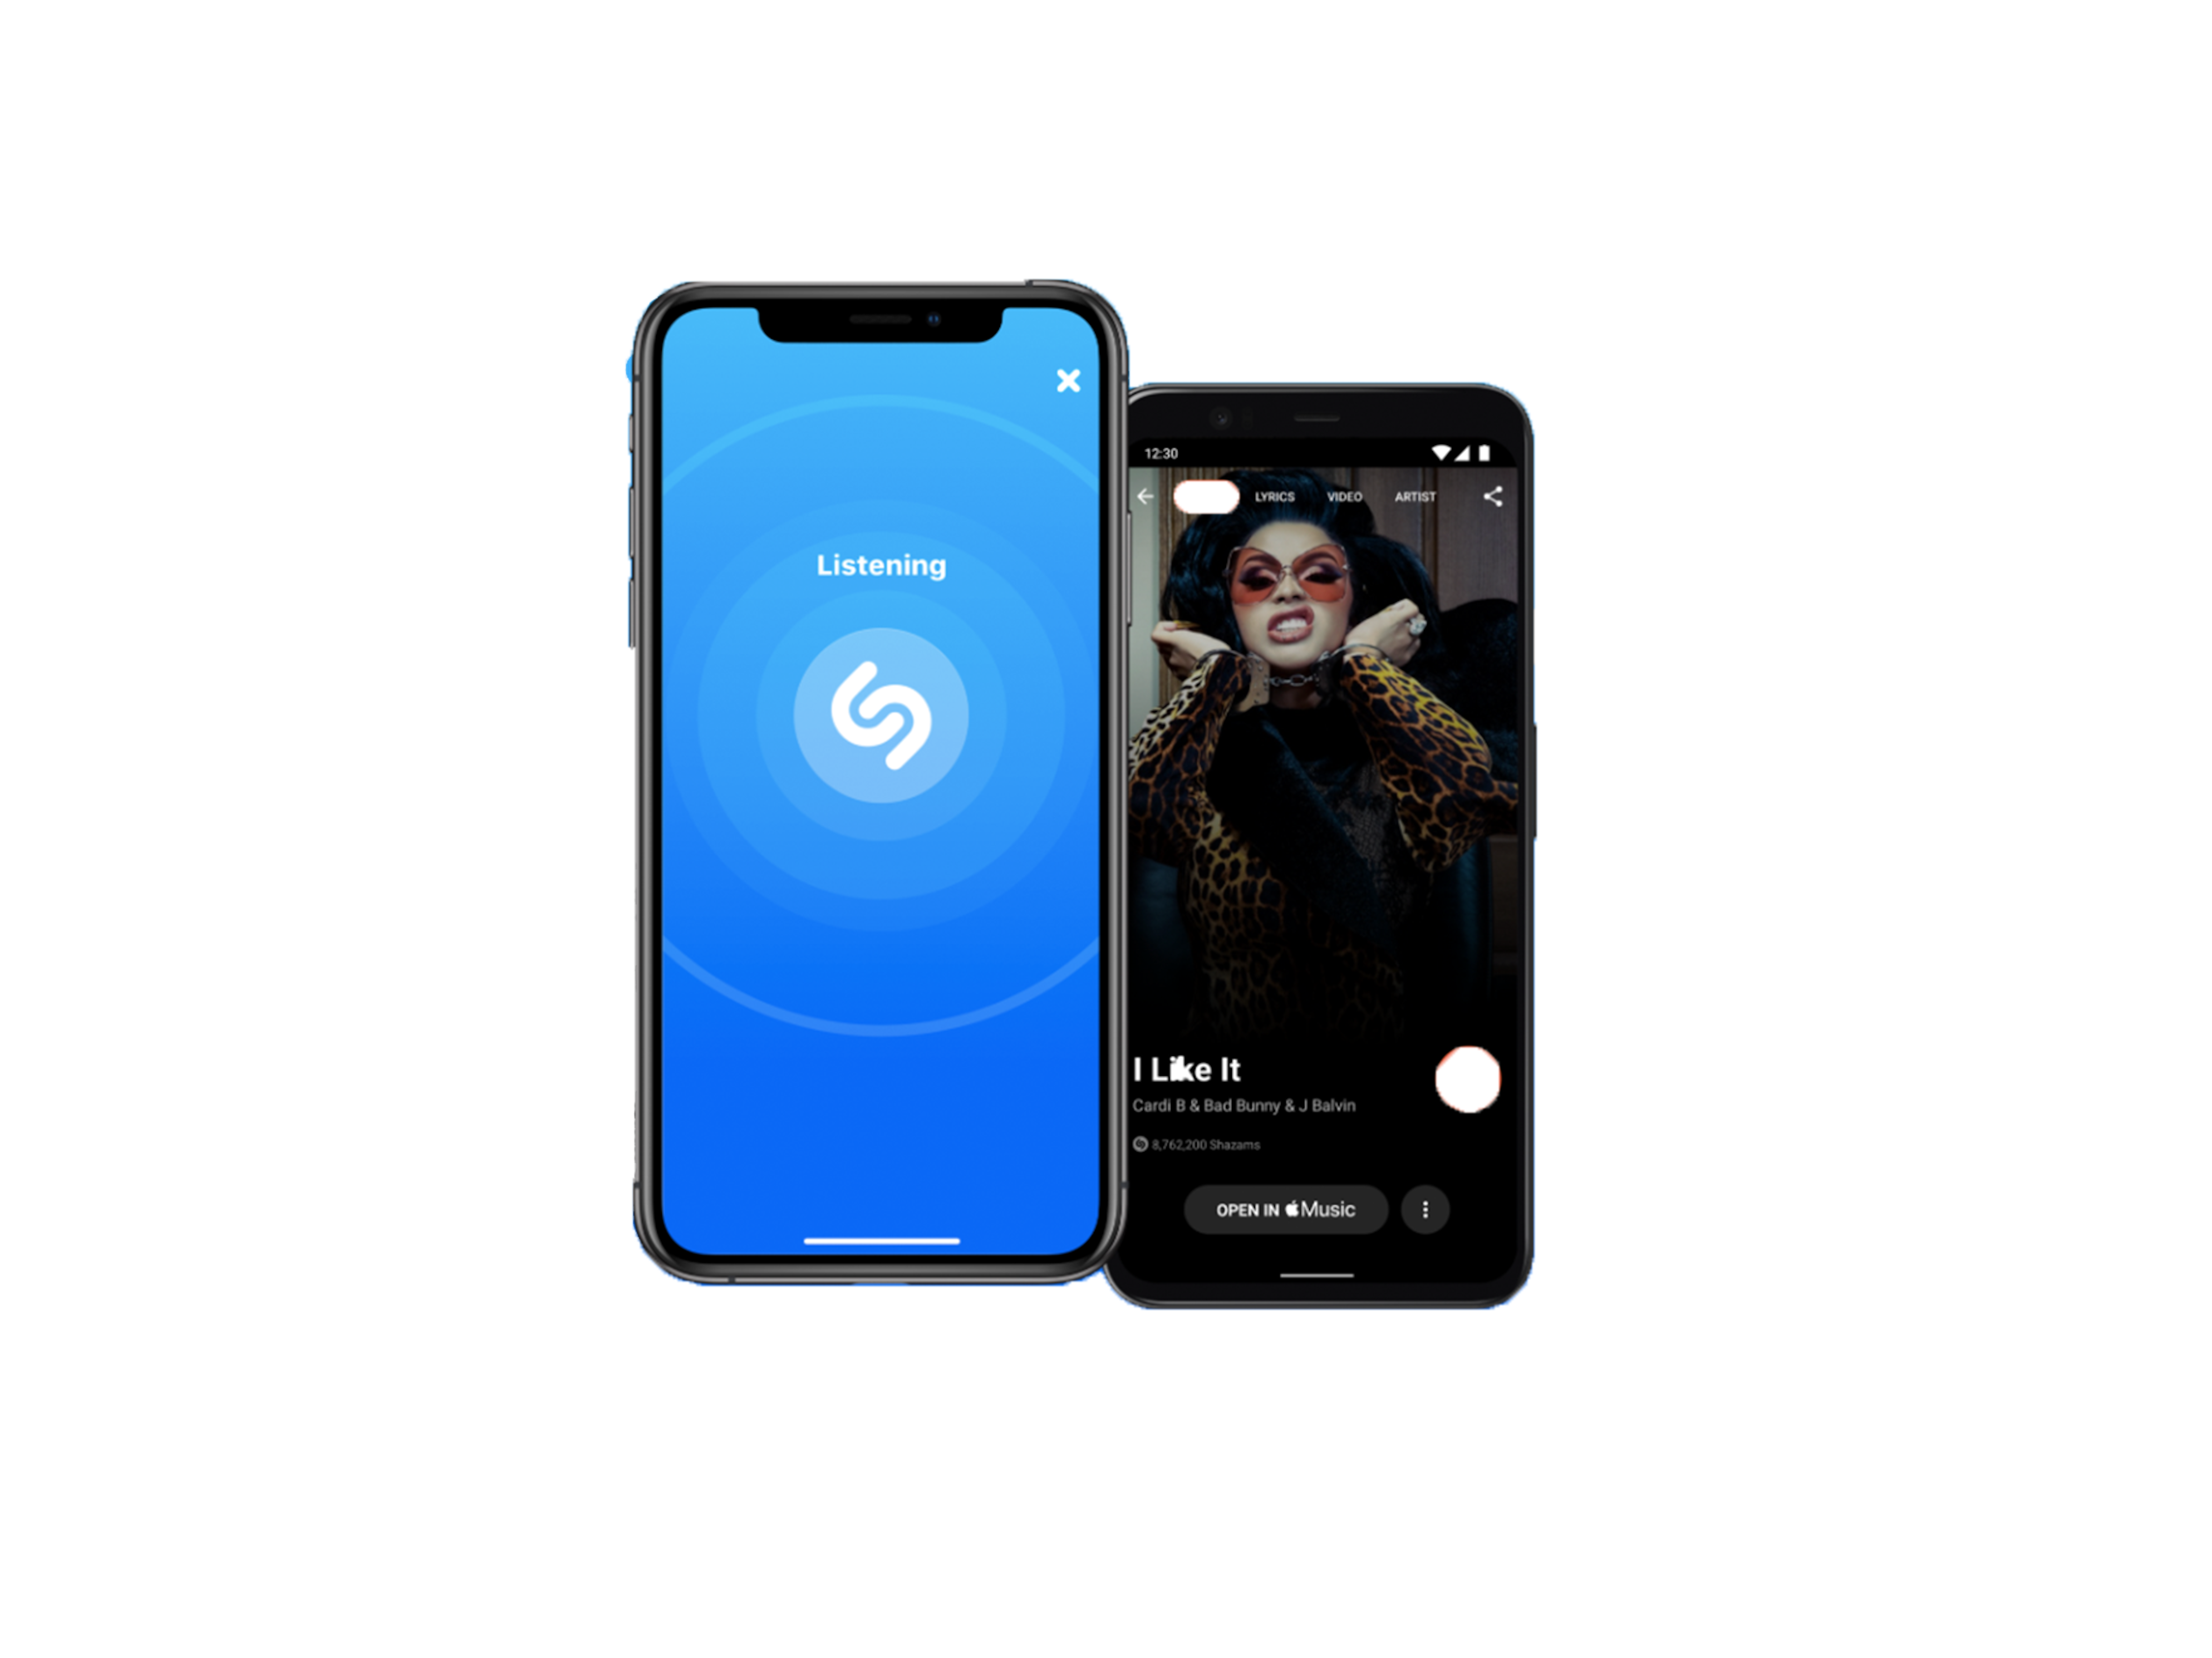 Listening
12:30
LYRICS VIDEO ARTIST
I Like It
Cardi B & Bad Bunny & J Balvin
8,762,200 Shazams
OPEN IN Music